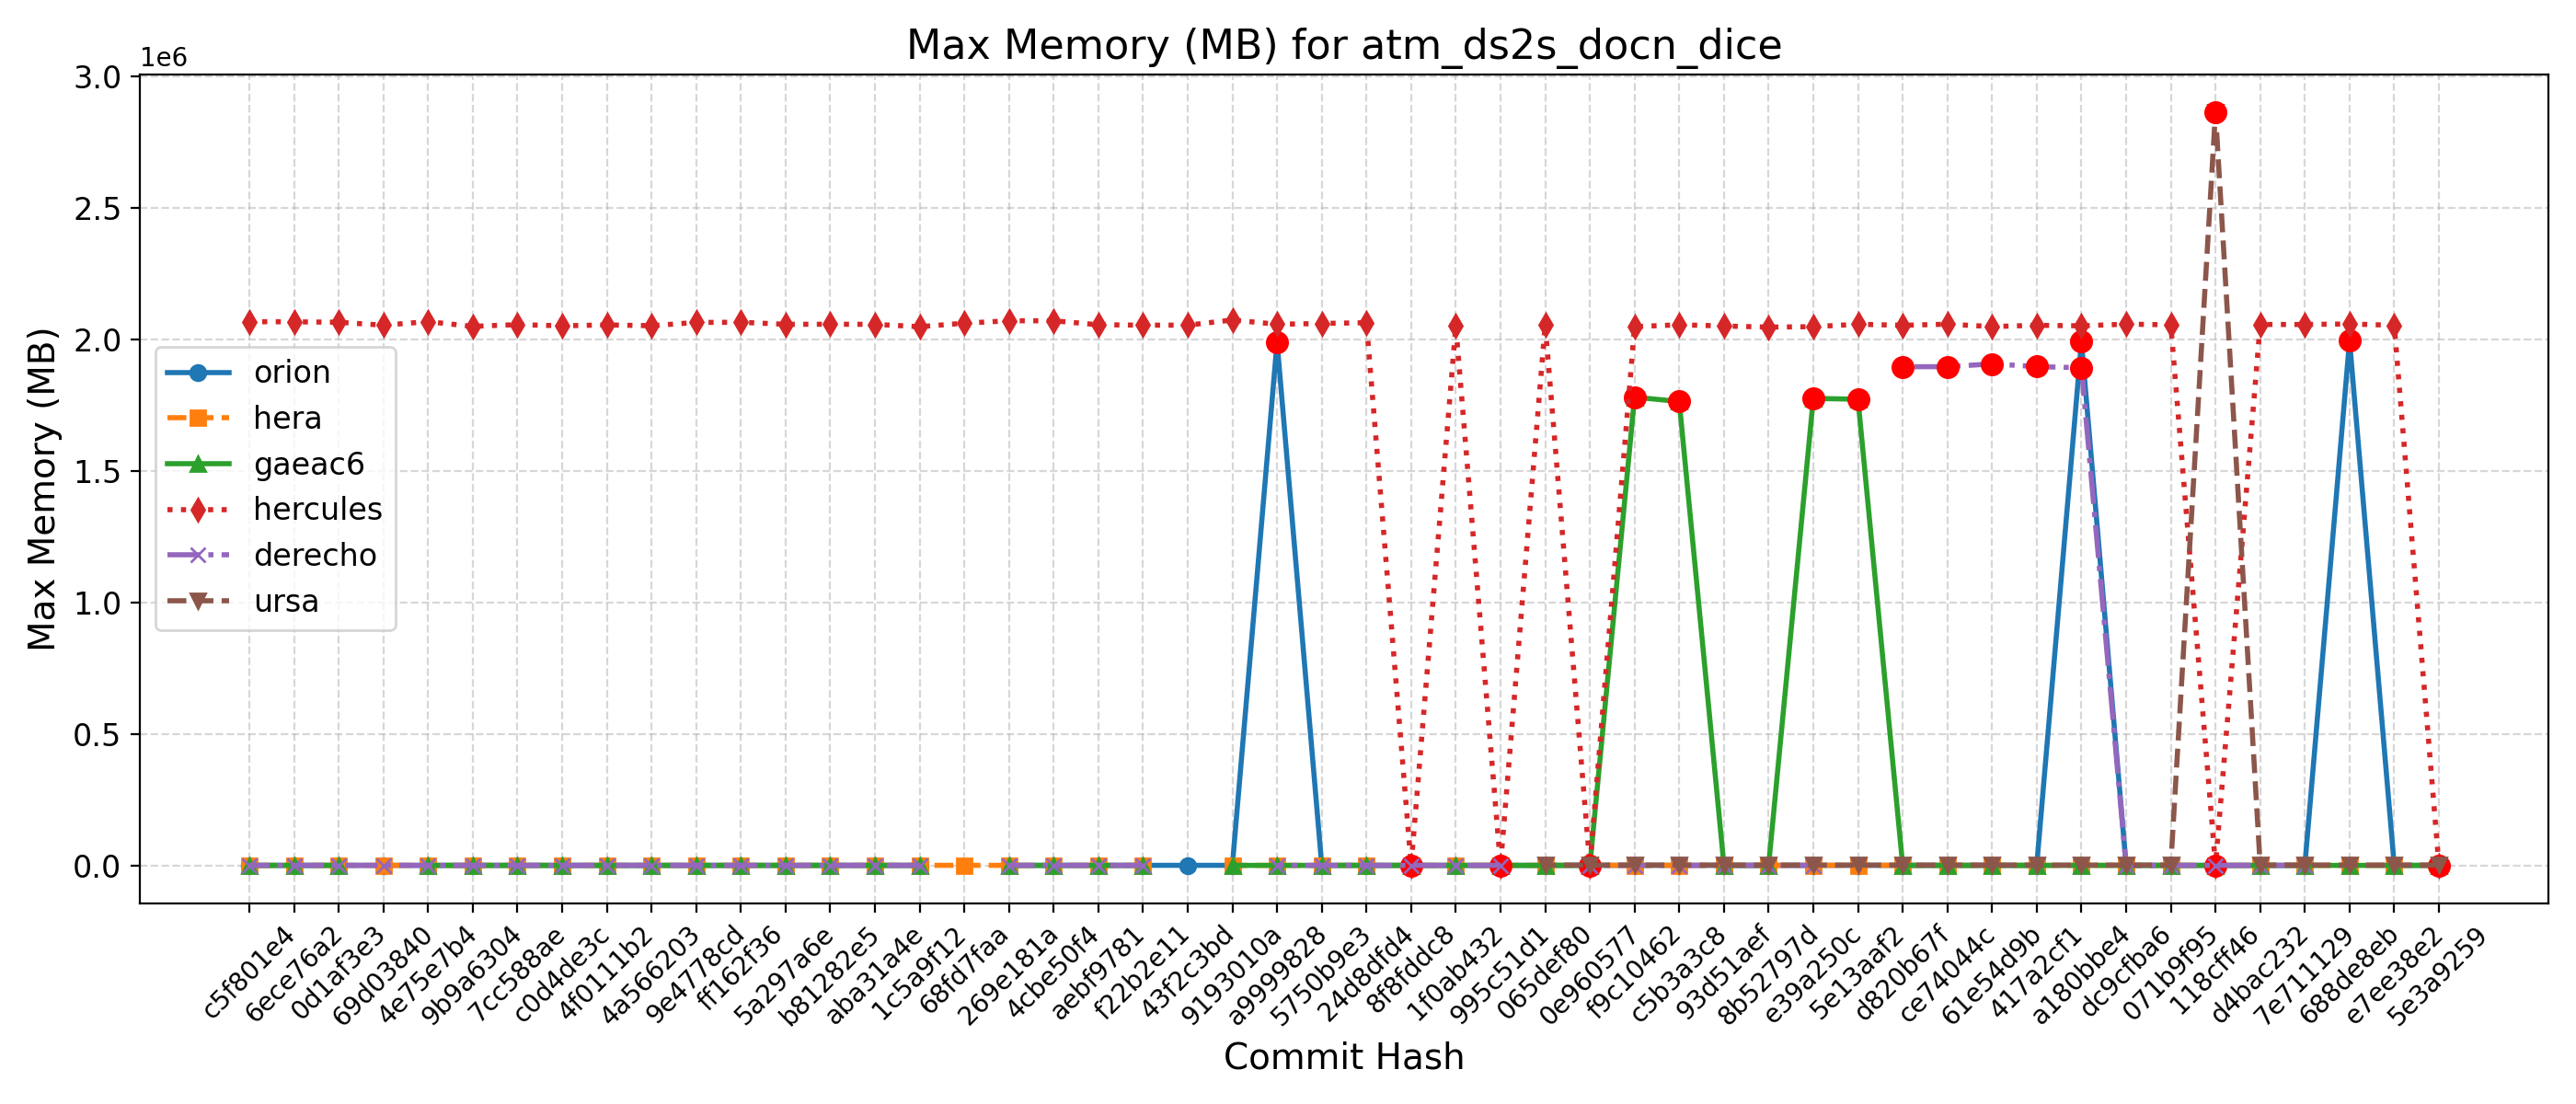 Max Memory (MB) for atm_ds2s_docn_dice
1e6
3.0
2.5
2.0
1.5
1.0
0.5
0.0
Max Memory (MB)
orion
hera
gaeac6
hercules
derecho
ursa
c5f801e4
6ece76a2
0d1af3e3
69d03840
4e75e7b4
9b9a6304
7cc588ae
c0d4de3c
4f0111b2
4a566203
9e4778cd
ff162f36
5a297a6e
b81282e5
aba31a4e
1c5a9f12
68fd7faa
269e181a
4cbe50f4
aebf9781
f22b2e11
43f2c3bd
9193010a
a9999828
5750b9e3
24d8dfd4
8f8fddc8
1f0ab432
995c51d1
065def80
0e960577
f9c10462
c5b3a3c8
93d51aef
8b52797d
e39a250c
5e13aaf2
d820b67f
ce74044c
61e54d9b
417a2cf1
a180bbe4
dc9cfba6
071b9f95
118cff46
d4bac232
7e711129
688de8eb
e7ee38e2
5e3a9259
Commit Hash